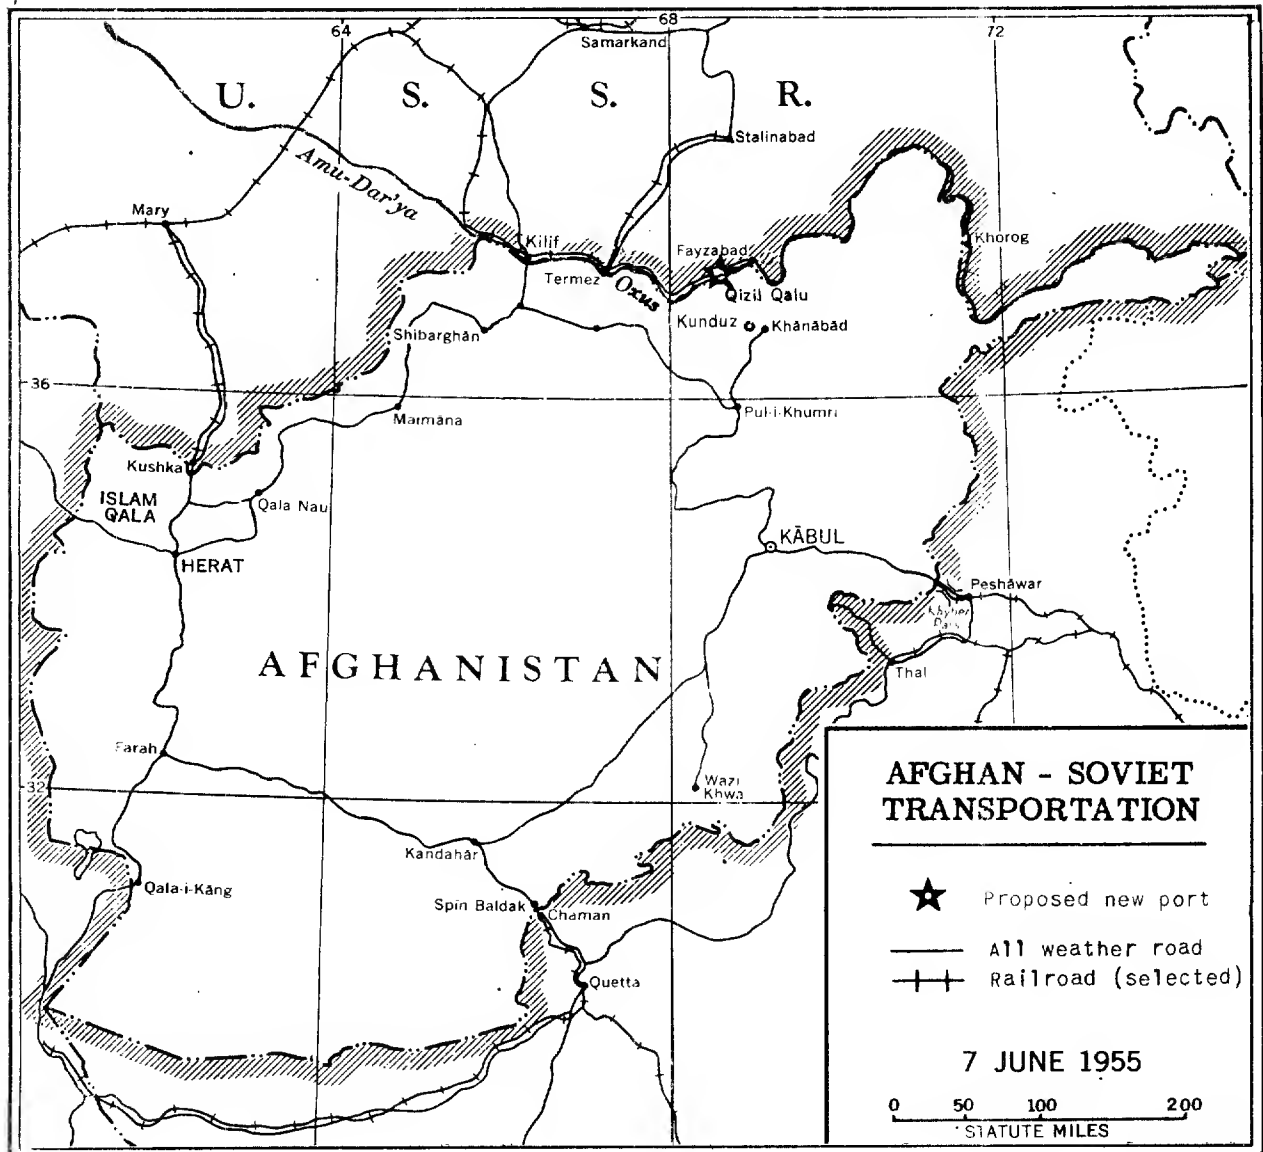 64
68
72
Samarkand
U. S. S. R.
Stalinabad
Amu-Dar'ya
Mary
Kilif
Khorog
Fayzabad
Termez
Oxus
Qizil Qalu
Kunduz
Khānābād
Shibarghān
36
Maimāna
Pul-i-Khumri
Kushka
ISLAM
QALA
Qala Nau
KĀBUL
HERAT
Peshāwar
Khyber
Pass
AFGHANISTAN
Thal
Farah
32
Wazi
Khwa
Kandahār
Qala-i-Kāng
Spin Baldak
Chaman
Quetta
AFGHAN - SOVIET
TRANSPORTATION
Proposed new port
All weather road
Railroad (selected)
7 JUNE 1955
0 50 100 200
STATUTE MILES